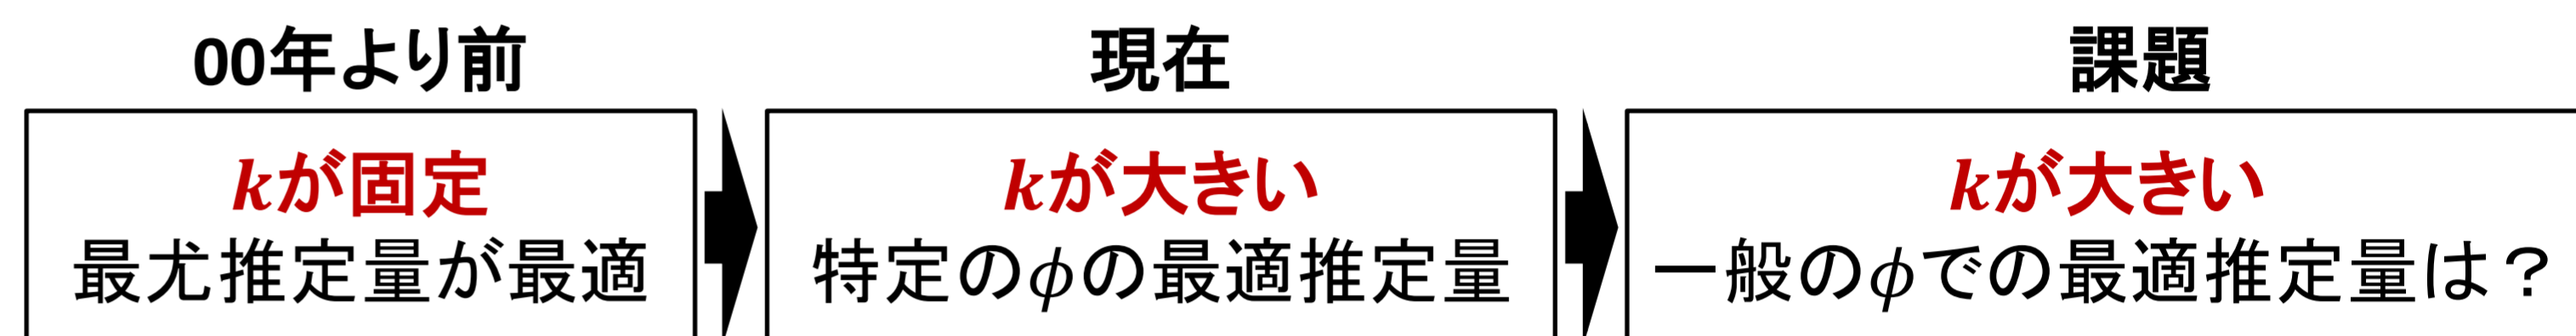 00年より前
kが固定
最尤推定量が最適
現在
kが大きい
特定のϕの最適推定量
課題
kが大きい
一般のϕでの最適推定量は？